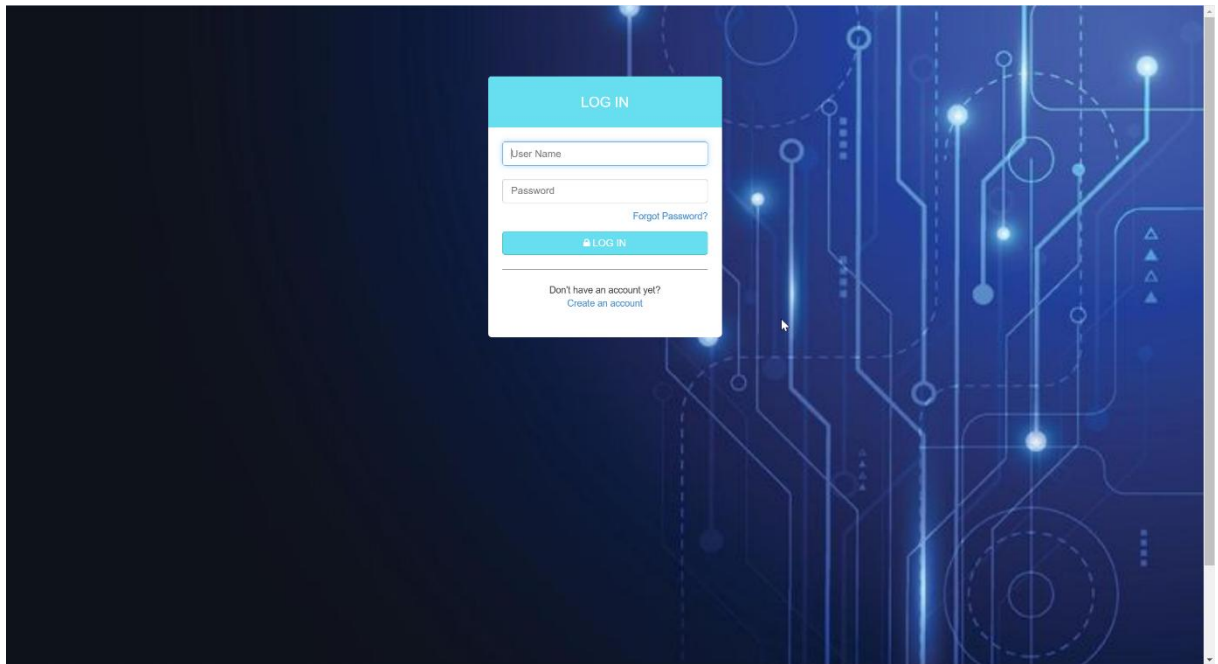 LOG IN
User Name
Password
Forgot Password?
LOG IN
Don't have an account yet?
Create an account